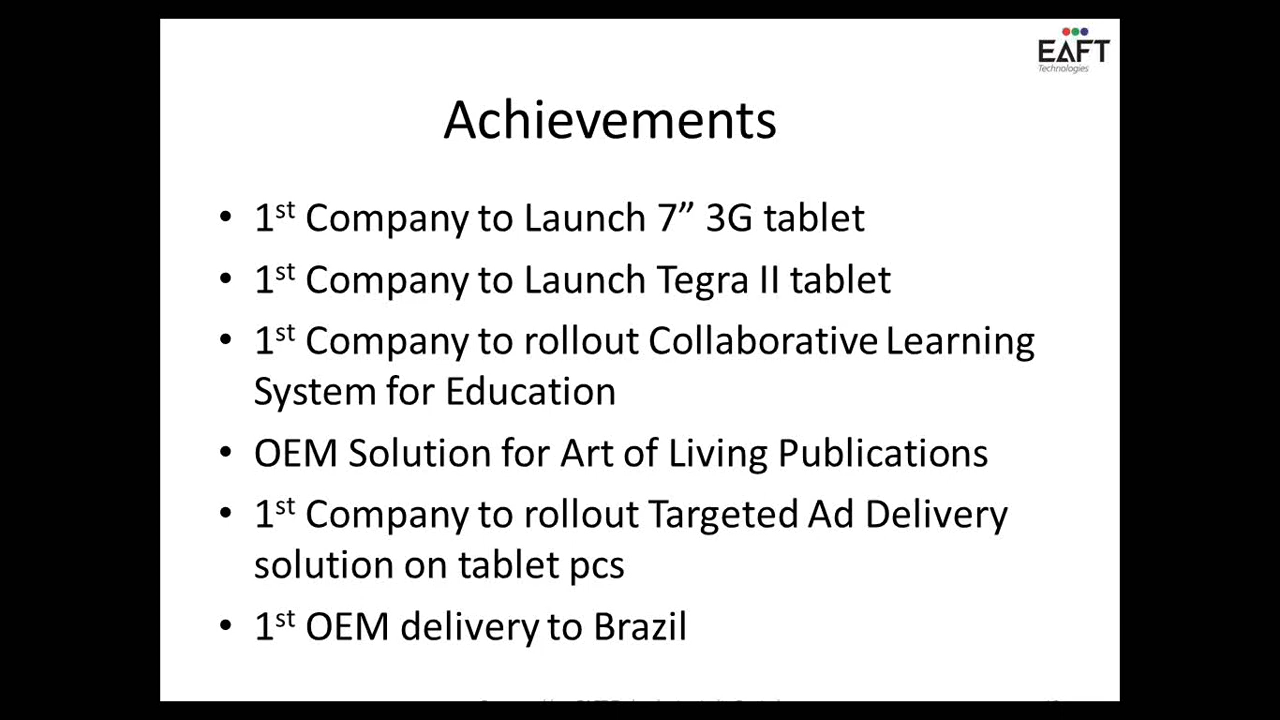 EAFT
Technologies
Achievements
• 1st Company to Launch 7” 3G tablet
• 1st Company to Launch Tegra II tablet
• 1st Company to rollout Collaborative Learning
System for Education
• OEM Solution for Art of Living Publications
• 1st Company to rollout Targeted Ad Delivery
solution on tablet pcs
• 1st OEM delivery to Brazil